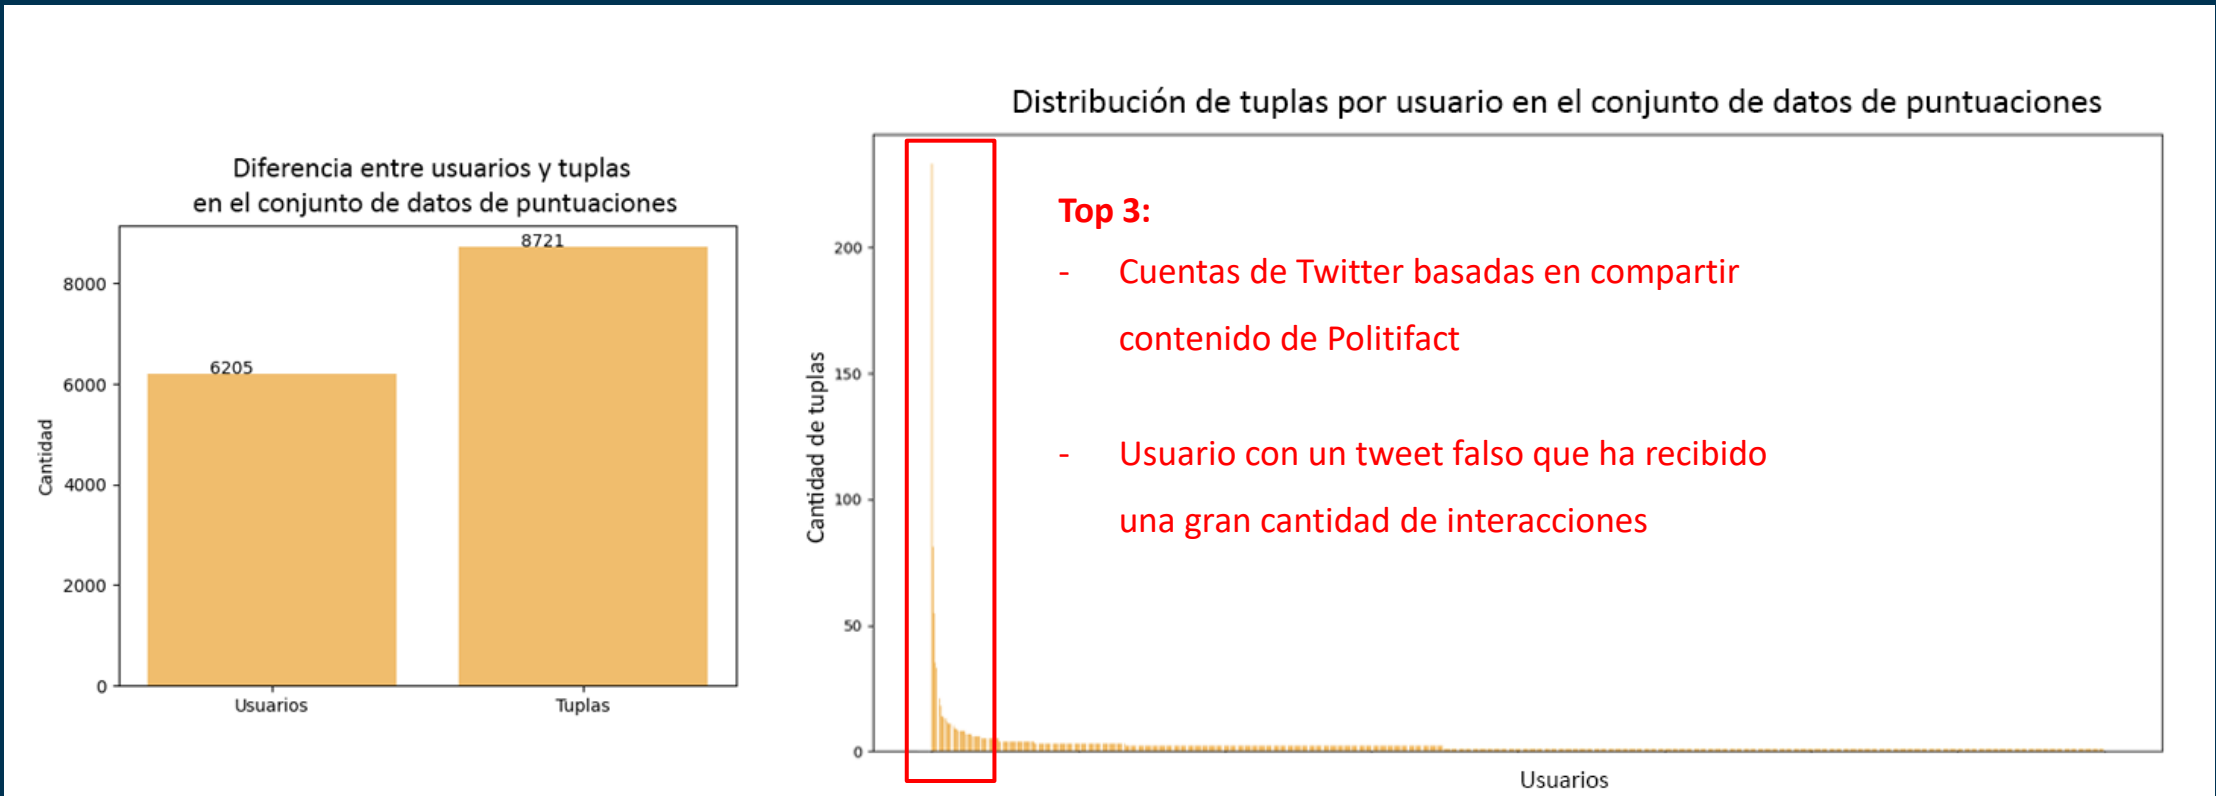 Diferencia entre usuarios y tuplas
en el conjunto de datos de puntuaciones
8721
6205
8000
6000
4000
2000
0
Cantidad
Usuarios
Tuplas
Distribución de tuplas por usuario en el conjunto de datos de puntuaciones
Top 3:
- Cuentas de Twitter basadas en compartir
contenido de Politifact
- Usuario con un tweet falso que ha recibido
una gran cantidad de interacciones
200
150
100
50
0
Cantidad de tuplas
Usuarios